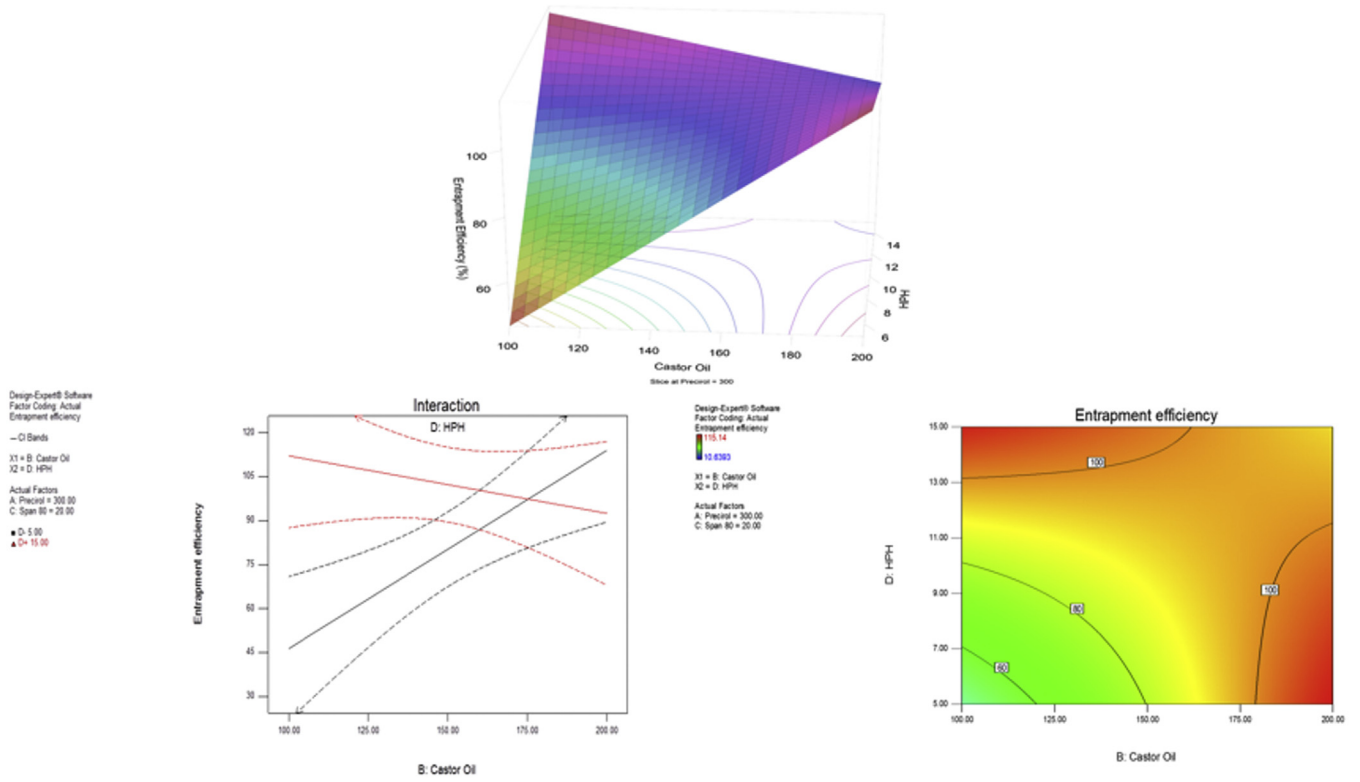 100
80
60
Entrapment Efficiency (%)
14
12
10
8
6
HPH
100
120
140
160
180
200
Castor Oil
Slice at Precirol = 300
Design-Expert® Software
Factor Coding: Actual
Entrapment efficiency
CI Bands
X1 = B: Castor Oil
X2 = D: HPH
Actual Factors
A: Precirol = 300.00
C: Span 80 = 20.00
D- 5.00
D+ 15.00
Interaction
D: HPH
120
105
90
75
60
45
30
Entrapment efficiency
100.00
125.00
150.00
175.00
200.00
B: Castor Oil
Design-Expert® Software
Factor Coding: Actual
Entrapment efficiency
115.14
10.6393
X1 = B: Castor Oil
X2 = D: HPH
Actual Factors
A: Precirol = 300.00
C: Span 80 = 20.00
Entrapment efficiency
15.00
13.00
11.00
9.00
7.00
5.00
D: HPH
100
80
100
60
100.00
125.00
150.00
175.00
200.00
B: Castor Oil